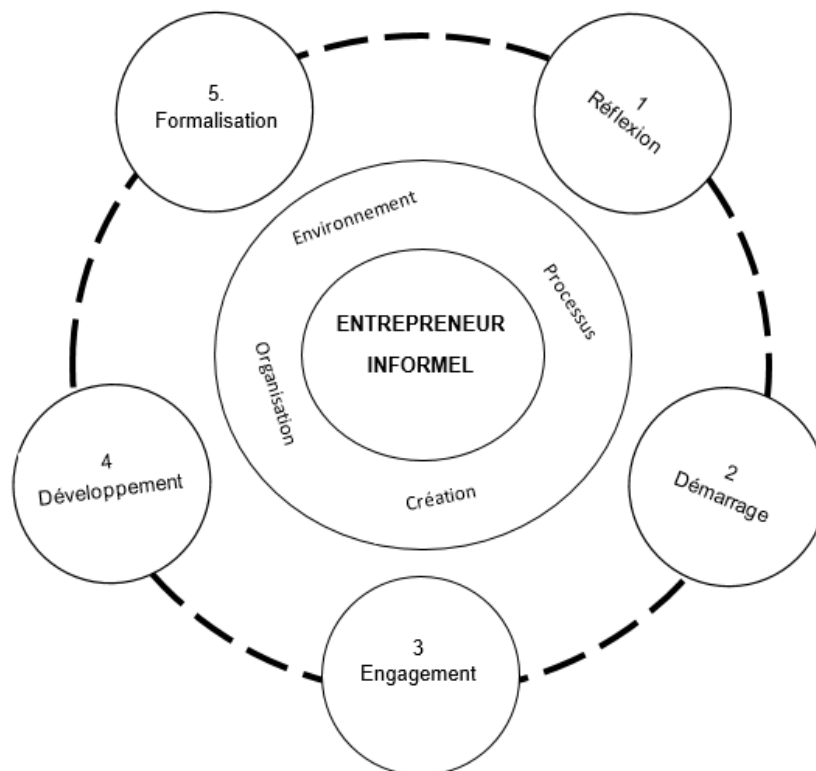 5.
Formalisation
1
Réflexion
Environnement
Processus
ENTREPRENEUR
INFORMEL
Organisation
Création
4
Développement
2
Démarrage
3
Engagement